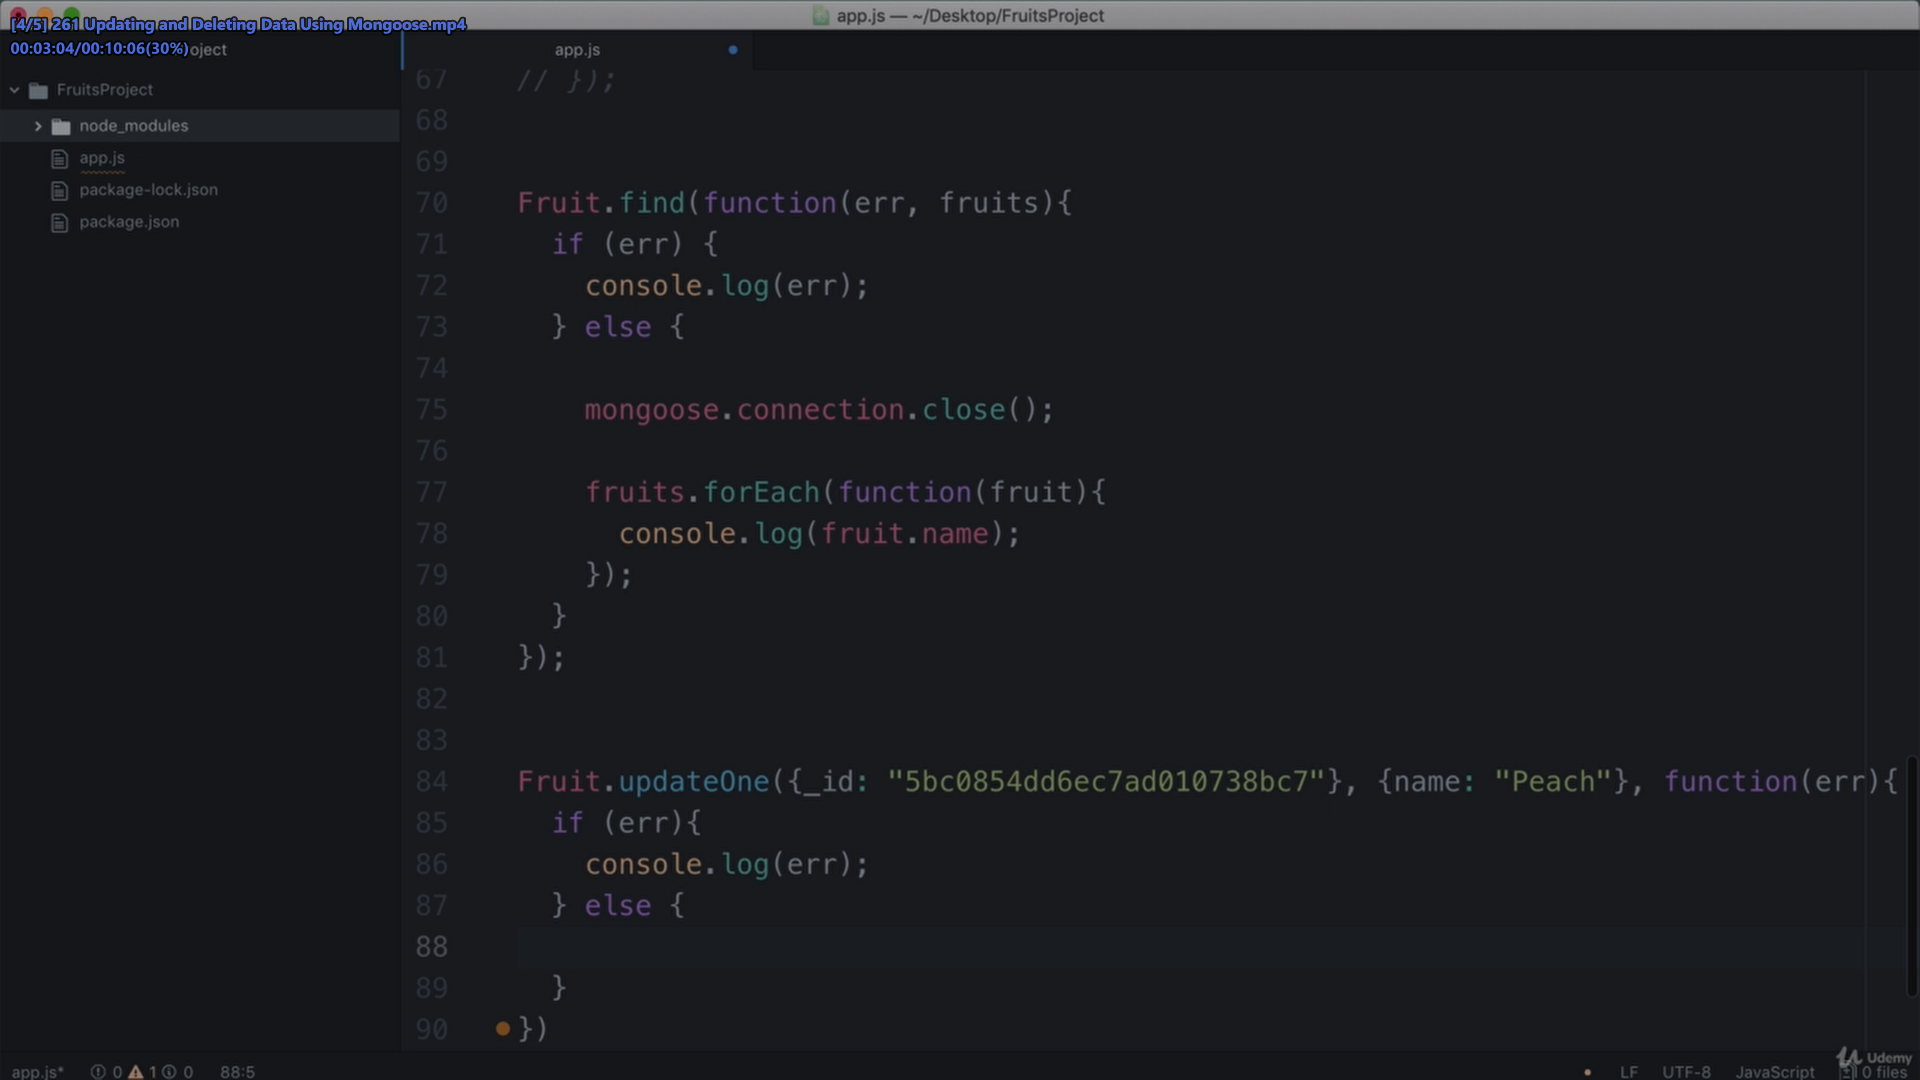 app.js — ~/Desktop/FruitsProject
[4/5] 261 Updating and Deleting Data Using Mongoose.mp4
00:03:04/00:10:06(30%)oject
app.js
FruitsProject
node_modules
app.js
package-lock.json
package.json
67 // });
68
69
70 Fruit.find(function(err, fruits){
71 if (err) {
72 console.log(err);
73 } else {
74
75 mongoose.connection.close();
76
77 fruits.forEach(function(fruit){
78 console.log(fruit.name);
79 });
80 }
81 });
82
83
84 Fruit.updateOne({_id: "5bc0854dd6ec7ad010738bc7"}, {name: "Peach"}, function(err){
85 if (err){
86 console.log(err);
87 } else {
88
89 }
90 })
app.js* 0 1 0 88:5 LF UTF-8 JavaScript 0 files
Udemy